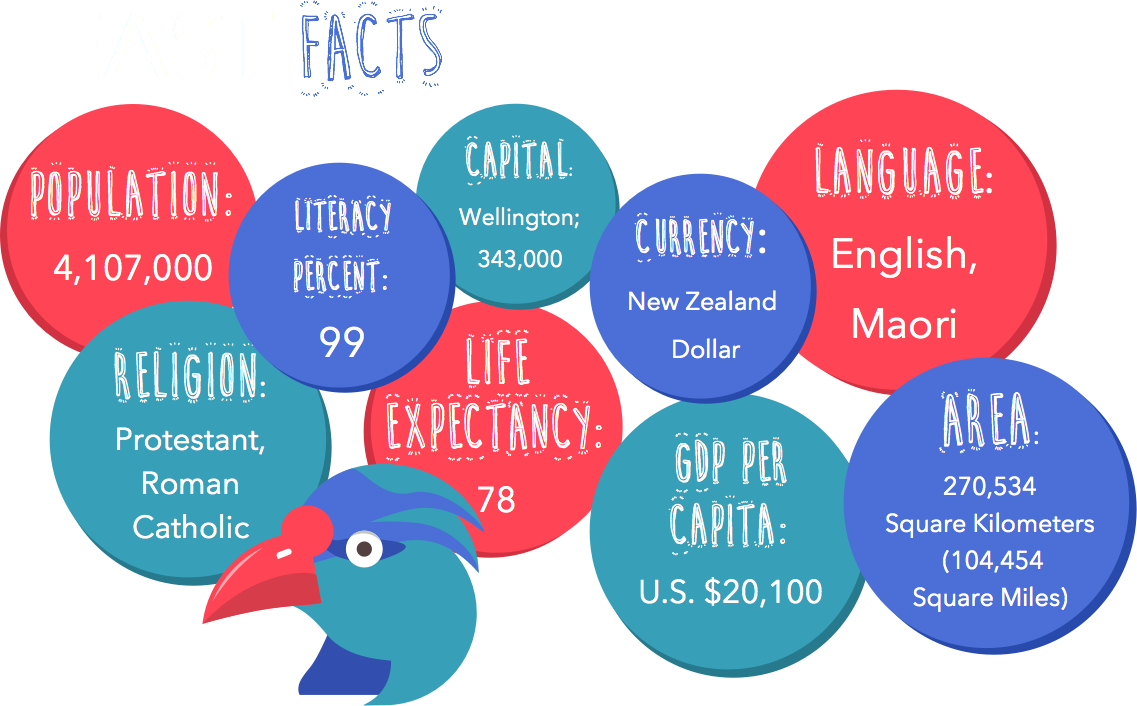 FACTS
POPULATION:
4,107,000
LITERACY
PERCENT:
99
CAPITAL:
Wellington;
343,000
CURRENCY:
New Zealand
Dollar
LANGUAGE:
English,
Maori
RELIGION:
Protestant,
Roman
Catholic
LIFE
EXPECTANCY:
78
GDP PER
CAPITA:
U.S. $20,100
AREA:
270,534
Square Kilometers
(104,454
Square Miles)